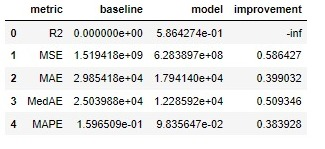 metric baseline model improvement
0 R2 0.000000e+00 5.864274e-01 -inf
1 MSE 1.519418e+09 6.283897e+08 0.586427
2 MAE 2.985418e+04 1.794140e+04 0.399032
3 MedAE 2.503988e+04 1.228592e+04 0.509346
4 MAPE 1.596509e-01 9.835647e-02 0.383928